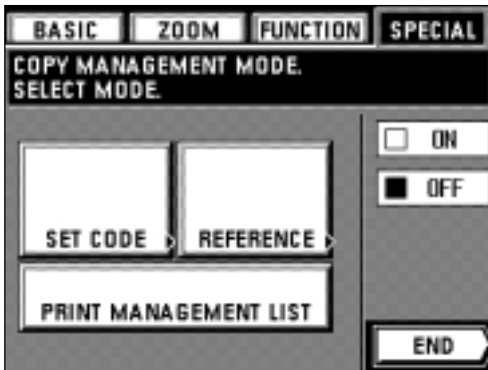 BASIC ZOOM FUNCTION SPECIAL
COPY MANAGEMENT MODE.
SELECT MODE.
ON
OFF
SET CODE REFERENCE
PRINT MANAGEMENT LIST
END